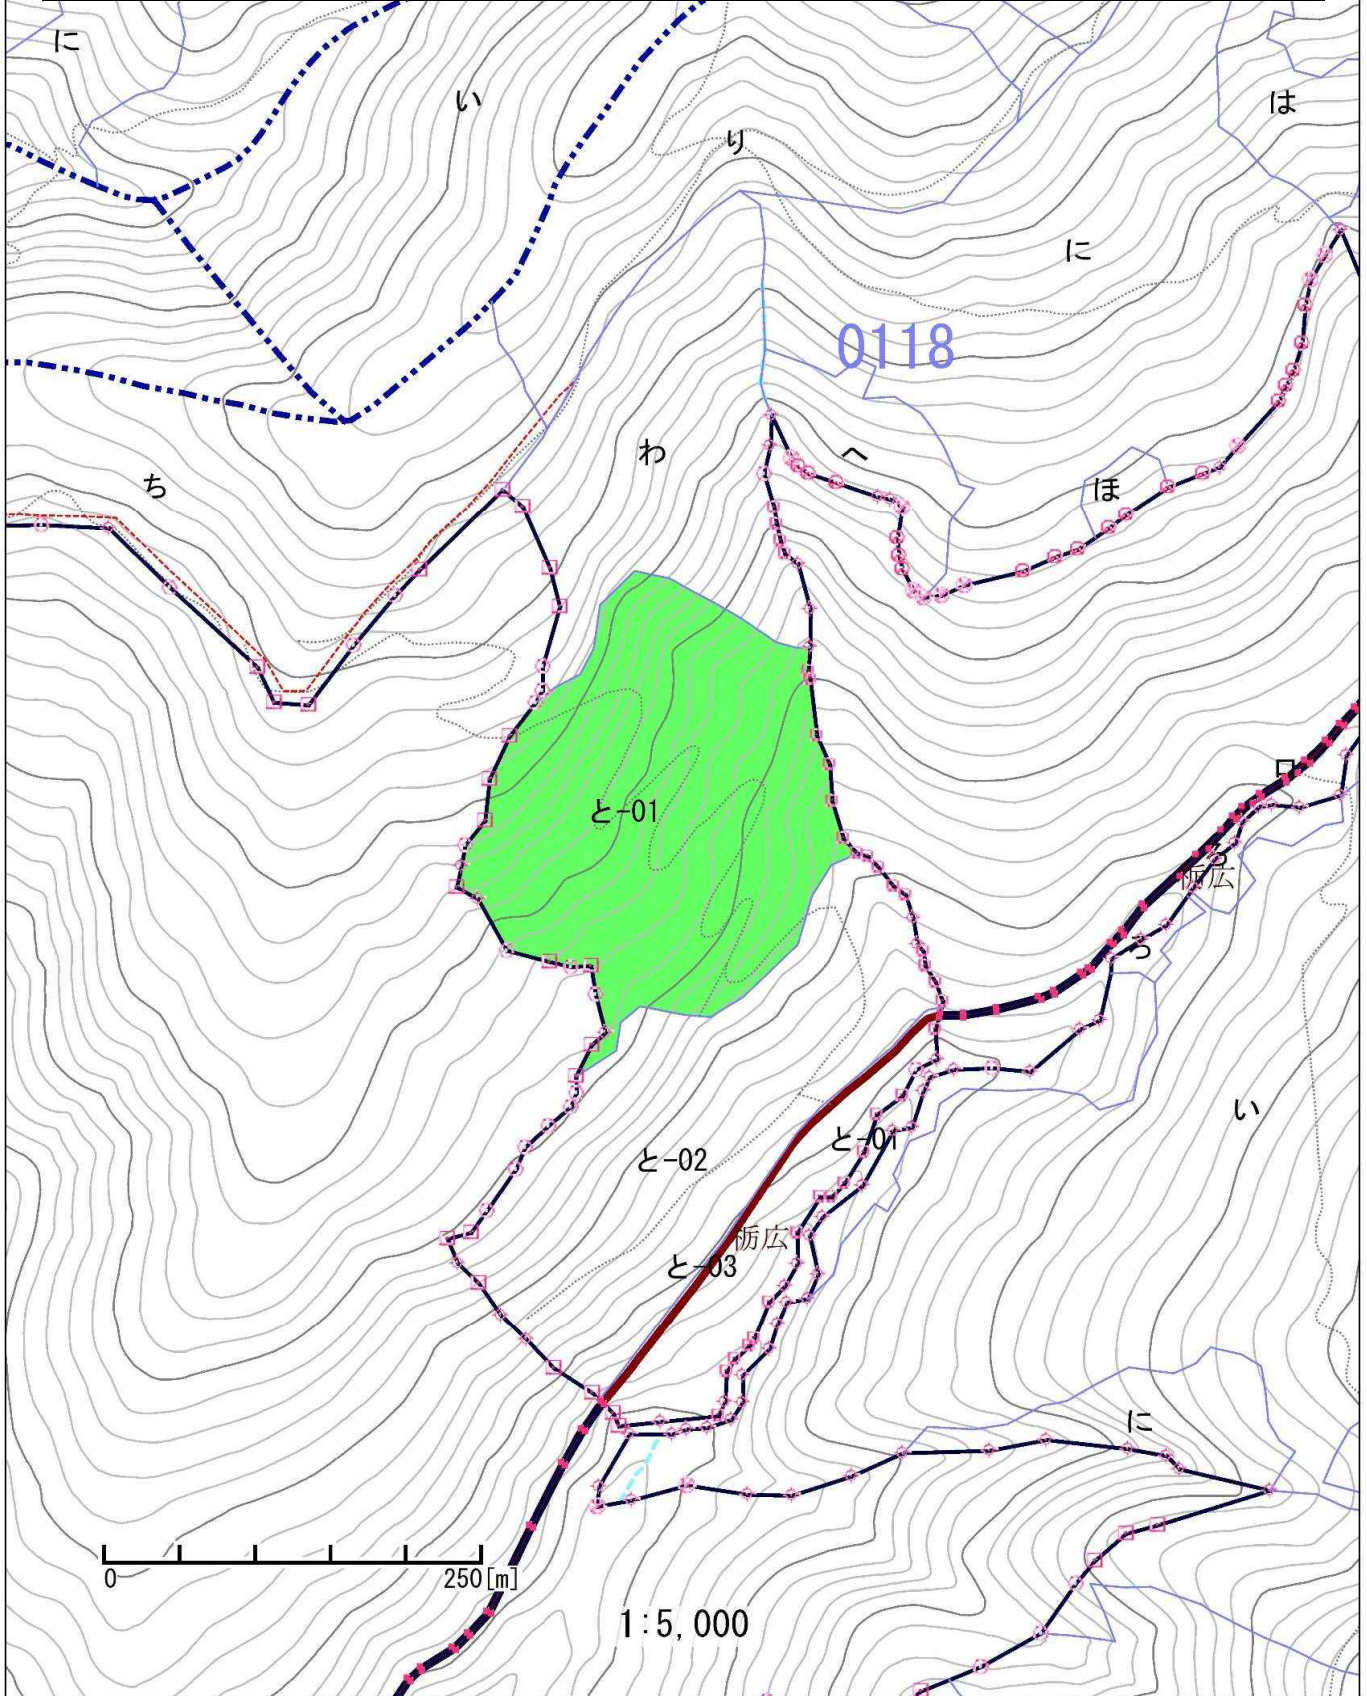 に
い
は
り
に
0118
わ
へ
ほ
ち
ロ
と-01
ろ
栃広
ろ
い
と-01
と-02
栃広
と-03
に
0 250[m]
1:5,000